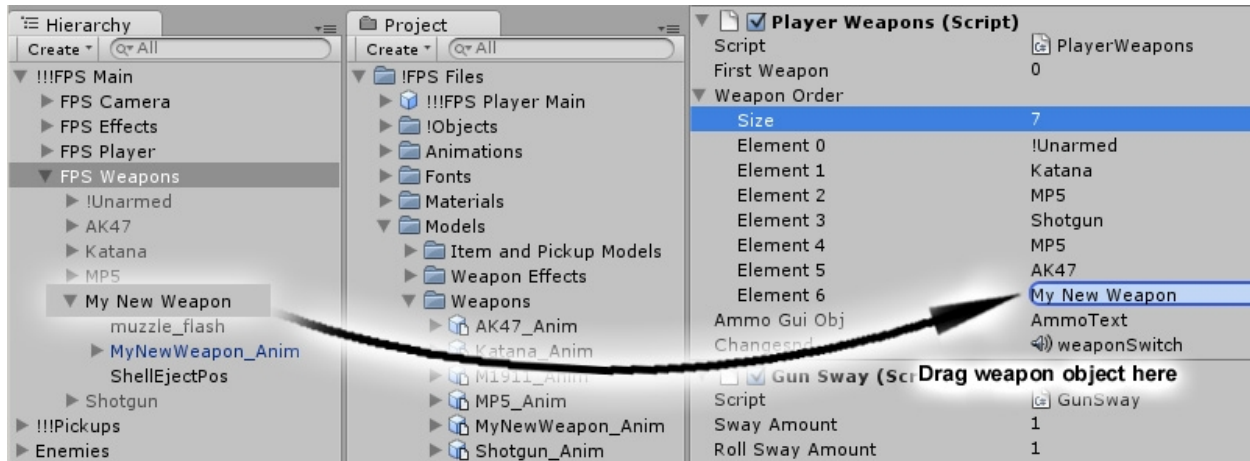 Hierarchy
Create
All
!!!FPS Main
FPS Camera
FPS Effects
FPS Player
FPS Weapons
!Unarmed
AK47
Katana
MP5
My New Weapon
muzzle_flash
MyNewWeapon_Anim
ShellEjectPos
Shotgun
!!!Pickups
Enemies
Project
Create
All
!FPS Files
!!!FPS Player Main
!Objects
Animations
Fonts
Materials
Models
Item and Pickup Models
Weapon Effects
Weapons
AK47_Anim
Katana_Anim
M1911_Anim
MP5_Anim
MyNewWeapon_Anim
Shotgun_Anim
Player Weapons (Script)
Script PlayerWeapons
First Weapon 0
Weapon Order
Size 7
Element 0 !Unarmed
Element 1 Katana
Element 2 MP5
Element 3 Shotgun
Element 4 MP5
Element 5 AK47
Element 6 My New Weapon
Ammo Gui Obj AmmoText
Changesnd weaponSwitch
Gun Sway (Scr
Drag weapon object here
Script GunSway
Sway Amount 1
Roll Sway Amount 1